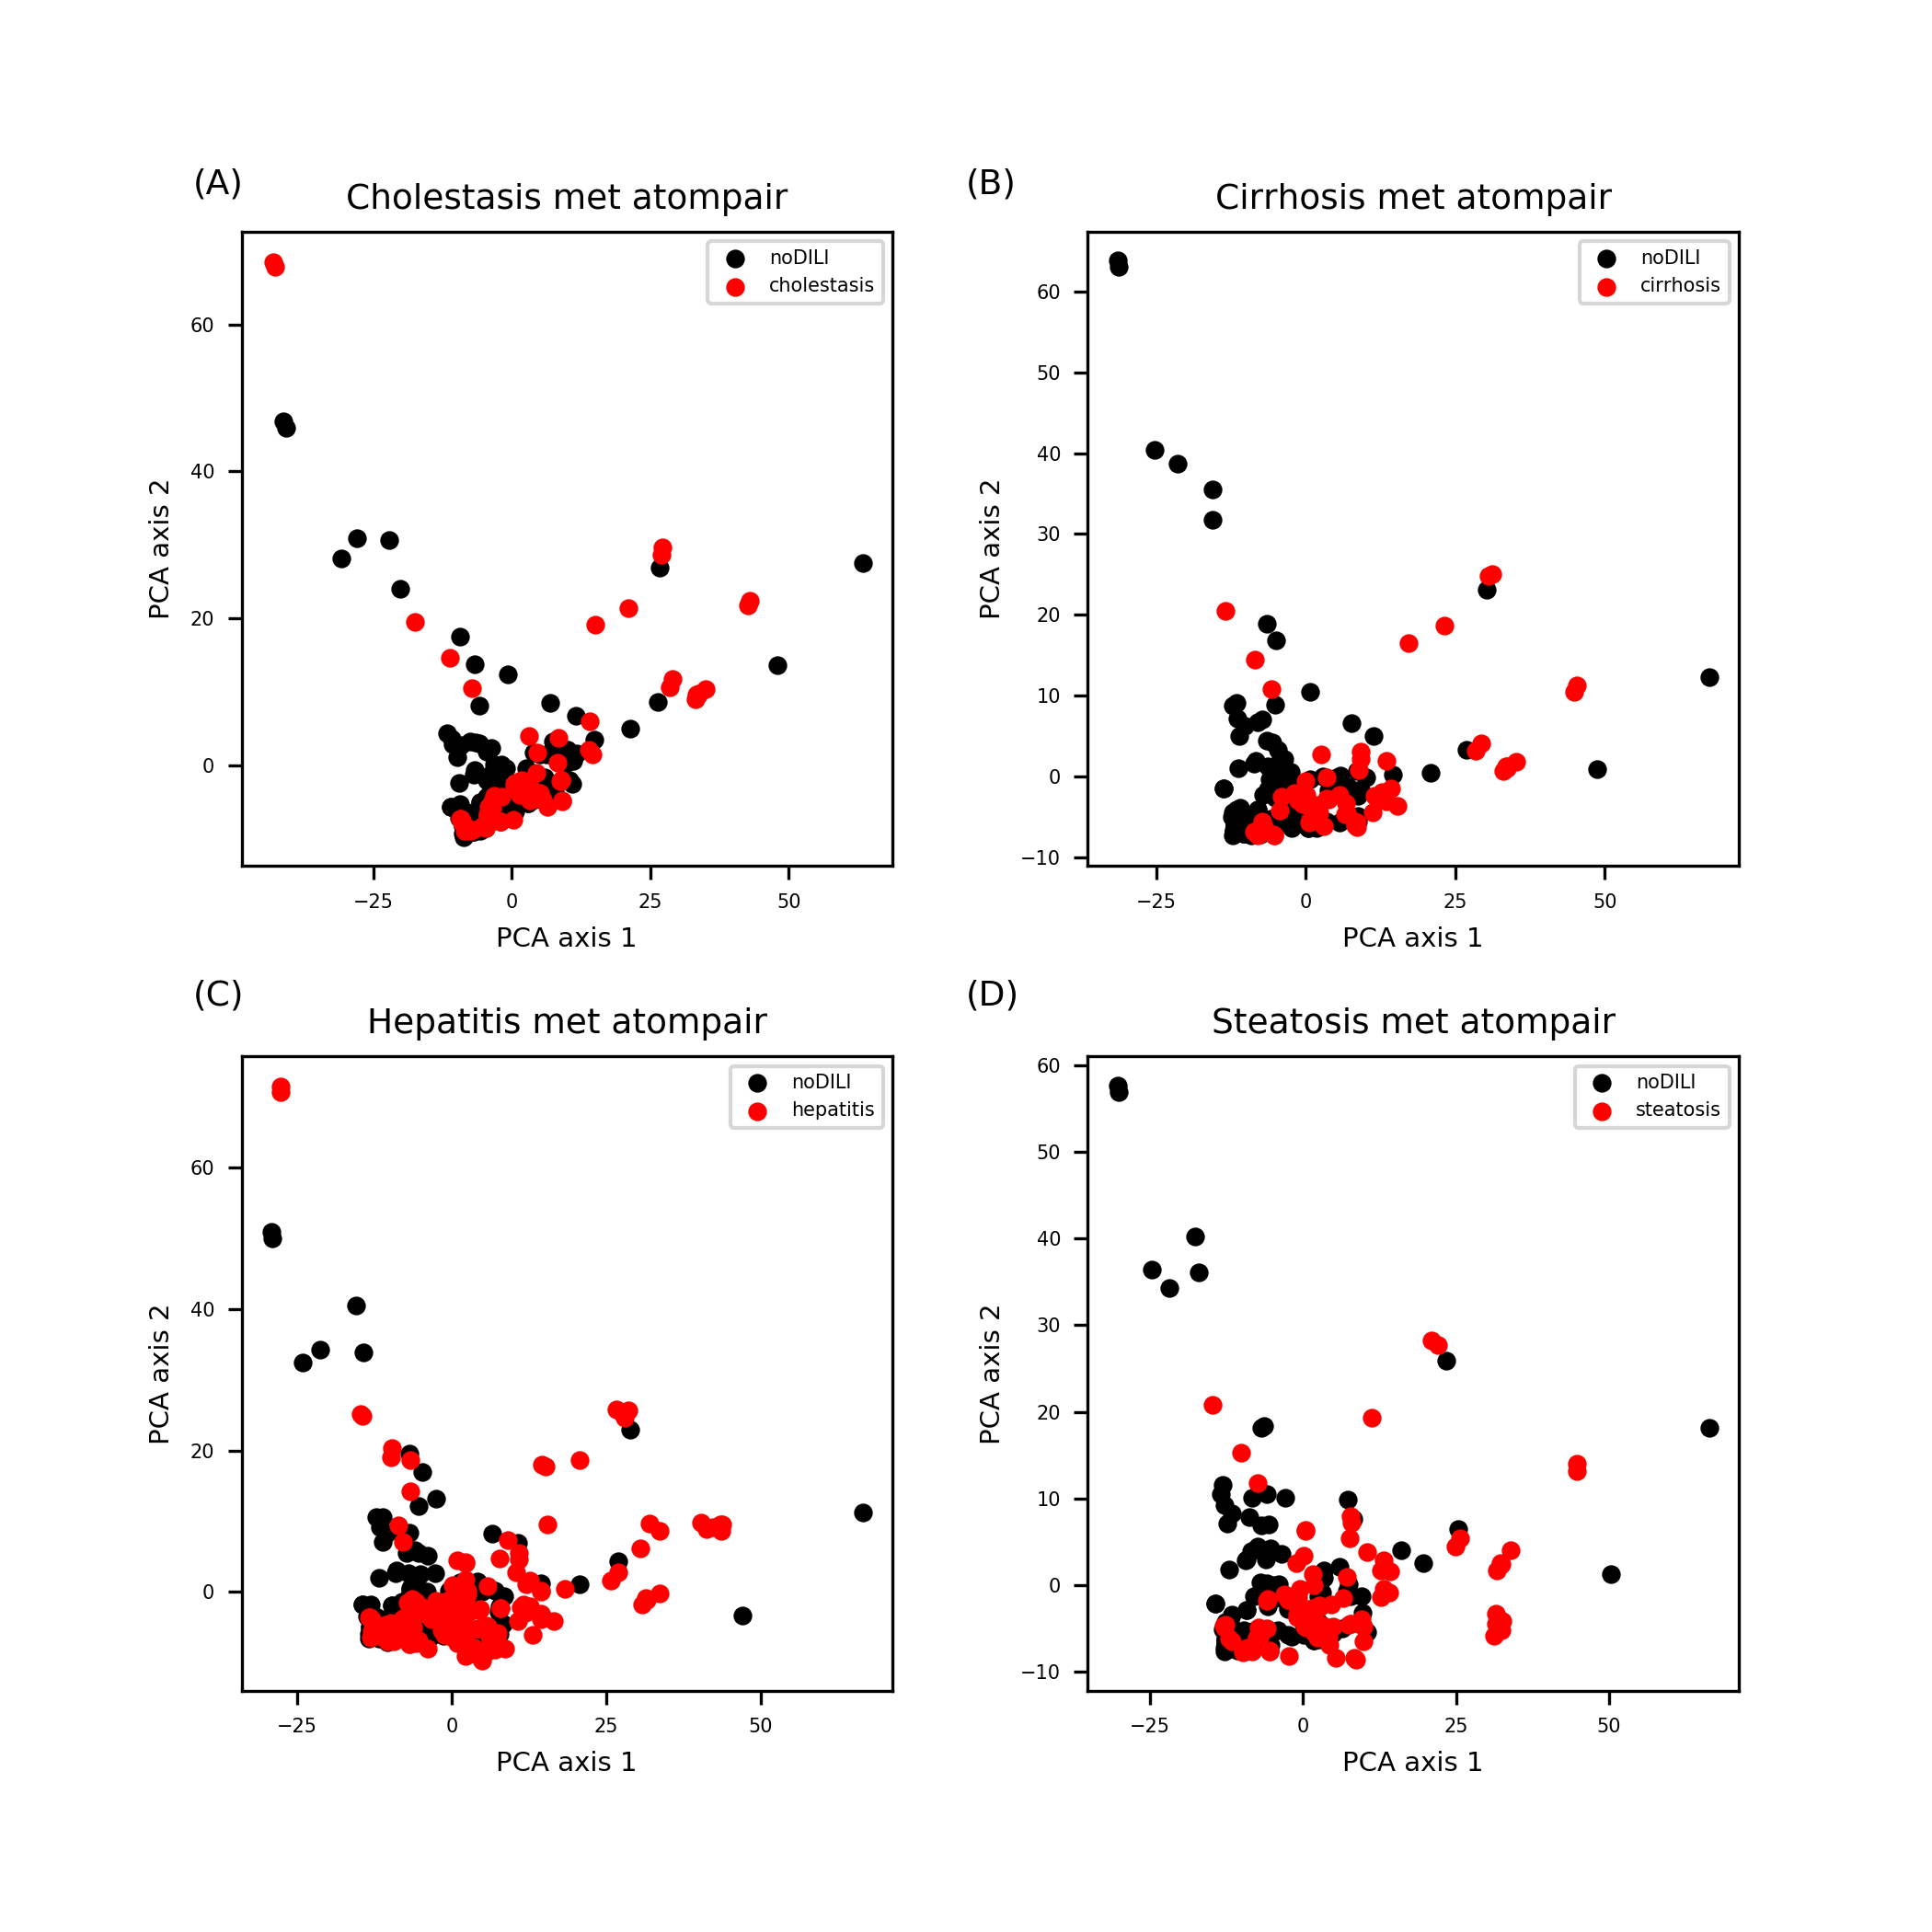 (A)
Cholestasis met atompair
noDILI
cholestasis
60
40
20
0
PCA axis 2
−25 0 25 50
PCA axis 1
(B)
Cirrhosis met atompair
noDILI
cirrhosis
60
50
40
30
20
10
0
−10
PCA axis 2
−25 0 25 50
PCA axis 1
(C)
Hepatitis met atompair
noDILI
hepatitis
60
40
20
0
PCA axis 2
−25 0 25 50
PCA axis 1
(D)
Steatosis met atompair
noDILI
steatosis
60
50
40
30
20
10
0
−10
PCA axis 2
−25 0 25 50
PCA axis 1